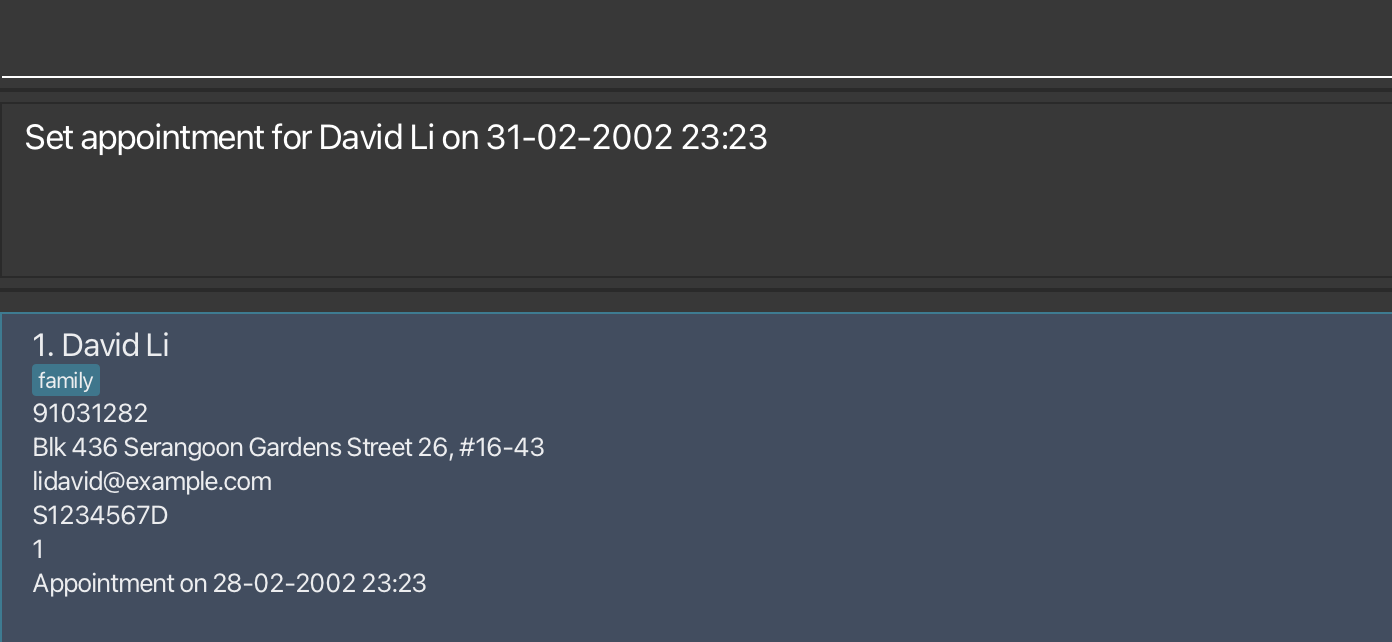 Set appointment for David Li on 31-02-2002 23:23
1. David Li
family
91031282
Blk 436 Serangoon Gardens Street 26, #16-43
lidavid@example.com
S1234567D
1
Appointment on 28-02-2002 23:23